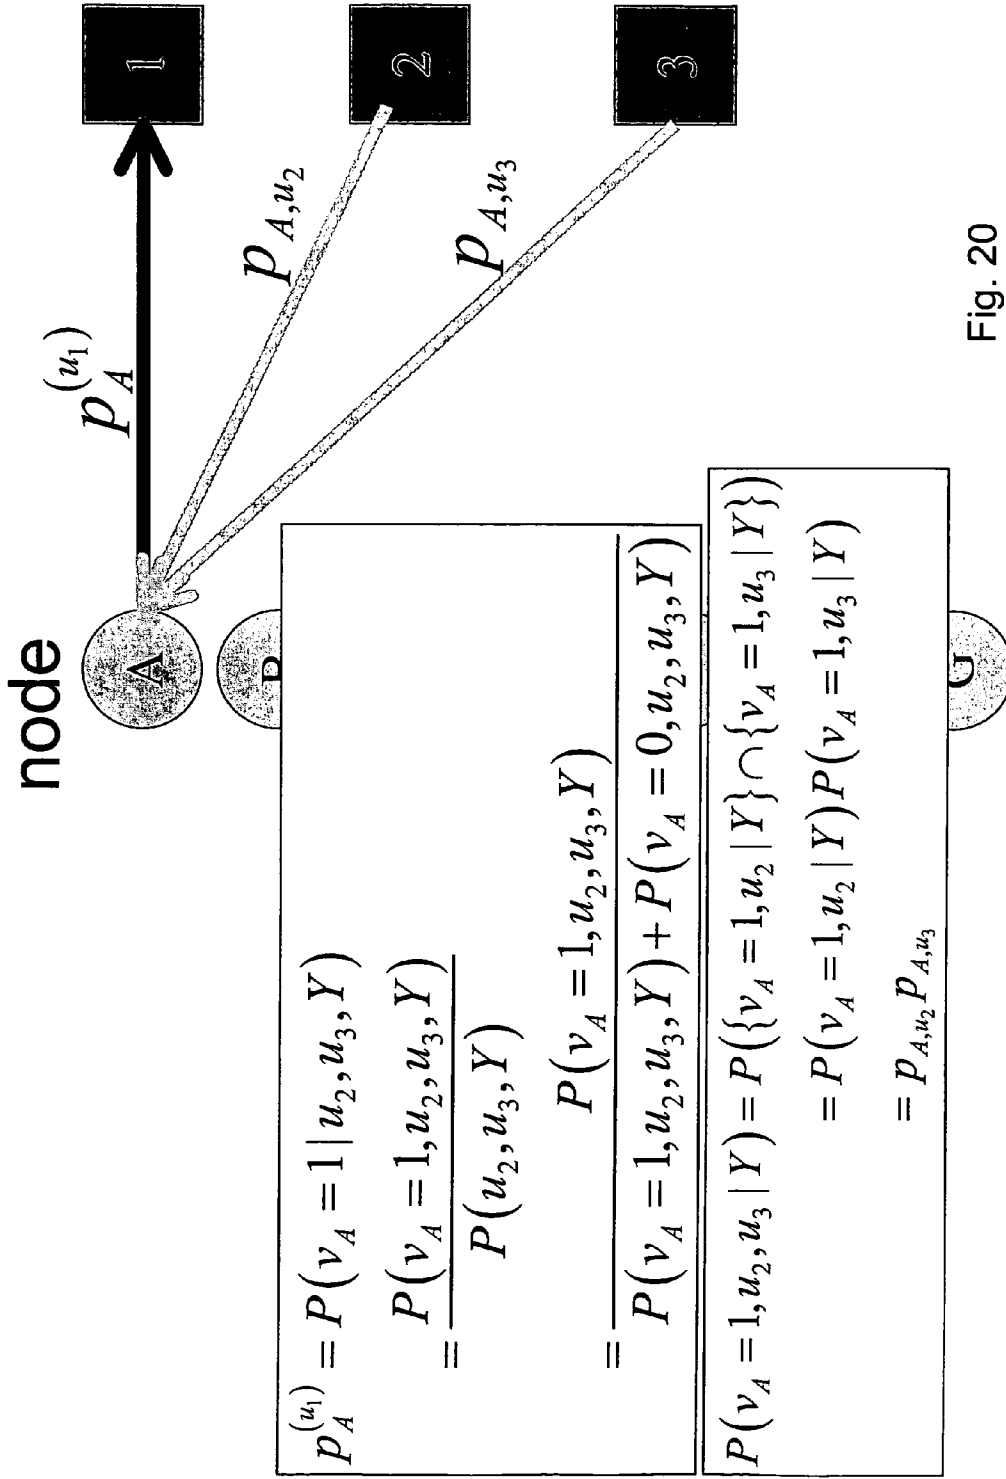 node
A
1
2
3
p_A^{(u_1)}
p_{A,u_2}
p_{A,u_3}
p_A^{(u_1)} = P(v_A = 1 | u_2, u_3, Y)
= \frac{P(v_A = 1, u_2, u_3, Y)}{P(u_2, u_3, Y)}
= \frac{P(v_A = 1, u_2, u_3, Y)}{P(v_A = 1, u_2, u_3, Y) + P(v_A = 0, u_2, u_3, Y)}
P(v_A = 1, u_2, u_3 | Y) = P({v_A = 1, u_2 | Y} ∩ {v_A = 1, u_3 | Y})
= P(v_A = 1, u_2 | Y) P(v_A = 1, u_3 | Y)
= p_{A,u_2} p_{A,u_3}
Fig. 20